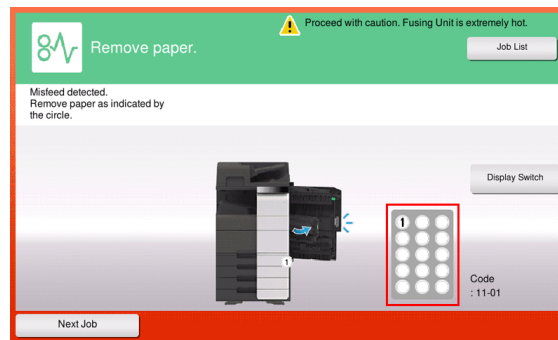 Proceed with caution. Fusing Unit is extremely hot.
Remove paper.
Job List
Misfeed detected.
Remove paper as indicated by
the circle.
Display Switch
1
1
Code
: 11-01
Next Job